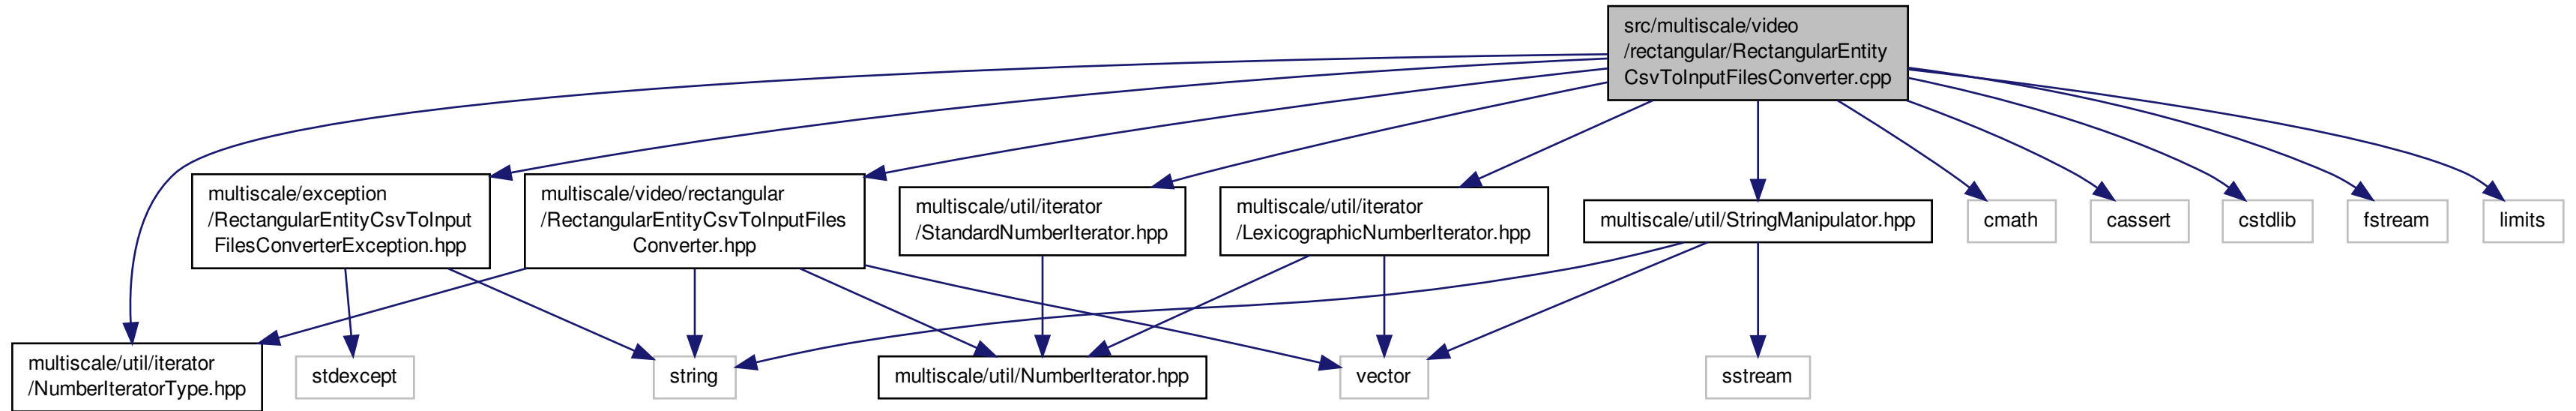 src/multiscale/video
/rectangular/RectangularEntity
CsvToInputFilesConverter.cpp
multiscale/exception
/RectangularEntityCsvToInput
FilesConverterException.hpp
multiscale/video/rectangular
/RectangularEntityCsvToInputFiles
Converter.hpp
multiscale/util/iterator
/StandardNumberIterator.hpp
multiscale/util/iterator
/LexicographicNumberIterator.hpp
multiscale/util/StringManipulator.hpp
cmath
cassert
cstdlib
fstream
limits
multiscale/util/iterator
/NumberIteratorType.hpp
stdexcept
string
multiscale/util/NumberIterator.hpp
vector
sstream